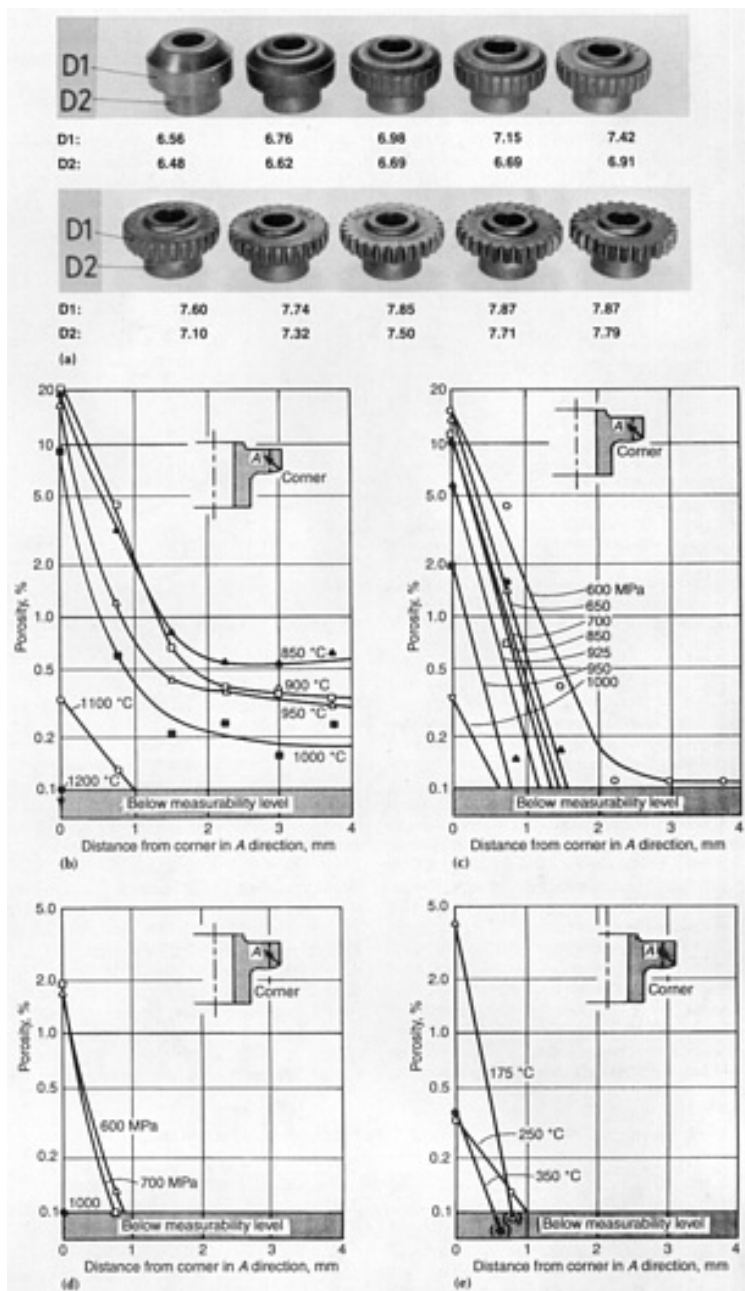 D1
D2
D1: 6.56 6.76 6.98 7.15 7.42
D2: 6.48 6.62 6.69 6.69 6.91
D1
D2
D1: 7.60 7.74 7.85 7.87 7.87
D2: 7.10 7.32 7.50 7.71 7.79
(a)
20
10
5.0
2.0
1.0
0.5
0.2
0.1
Porosity, %
A
Corner
850 °C
900 °C
950 °C
1000 °C
1100 °C
1200 °C
Below measurability level
0 1 2 3 4
Distance from corner in A direction, mm
(b)
20
10
5.0
2.0
1.0
0.5
0.2
0.1
Porosity, %
A
Corner
600 MPa
650
700
850
925
950
1000
Below measurability level
0 1 2 3 4
Distance from corner in A direction, mm
(c)
5.0
2.0
1.0
0.5
0.2
0.1
Porosity, %
A
Corner
600 MPa
700 MPa
1000
Below measurability level
0 1 2 3 4
Distance from corner in A direction, mm
(d)
5.0
2.0
1.0
0.5
0.2
0.1
Porosity, %
A
Corner
175 °C
250 °C
350 °C
Below measurability level
0 1 2 3 4
Distance from corner in A direction, mm
(e)